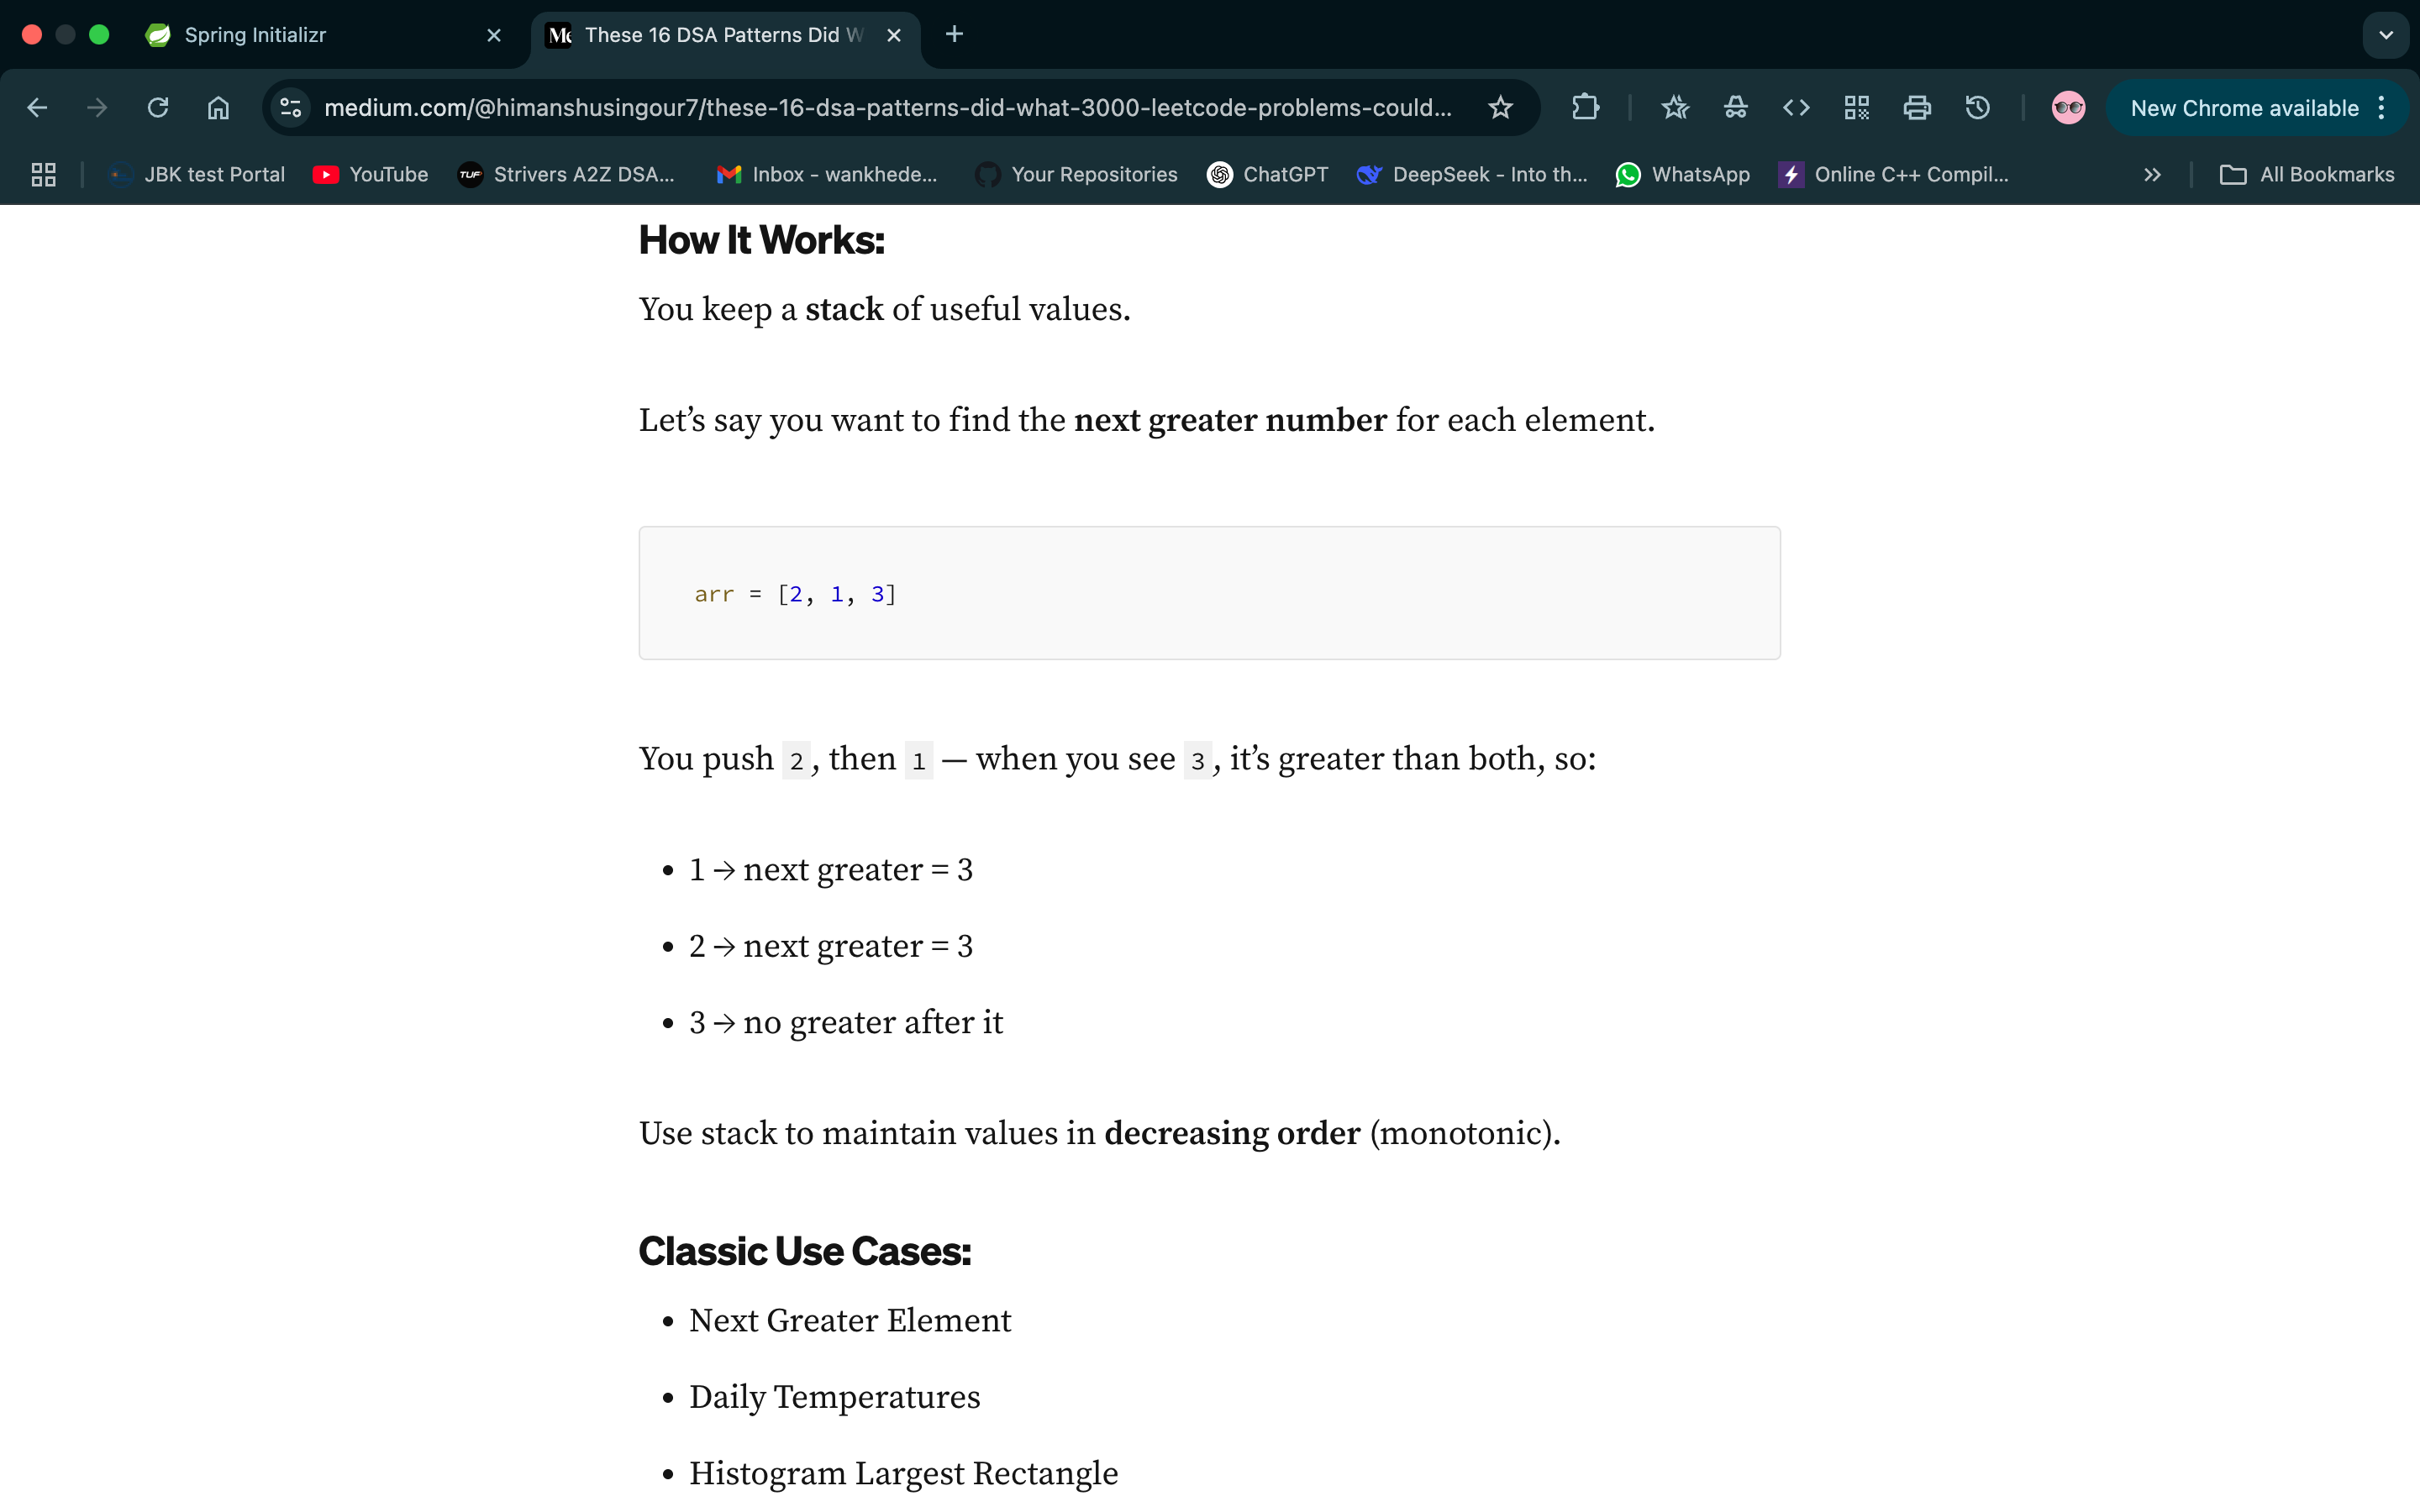 Spring Initializr
These 16 DSA Patterns Did W
medium.com/@himanshusingour7/these-16-dsa-patterns-did-what-3000-leetcode-problems-could...
New Chrome available
JBK test Portal
YouTube
Strivers A2Z DSA...
Inbox - wankhede...
Your Repositories
ChatGPT
DeepSeek - Into th...
WhatsApp
Online C++ Compil...
All Bookmarks
How It Works:
You keep a stack of useful values.
Let’s say you want to find the next greater number for each element.
arr = [2, 1, 3]
You push 2, then 1 — when you see 3, it’s greater than both, so:
• 1 → next greater = 3
• 2 → next greater = 3
• 3 → no greater after it
Use stack to maintain values in decreasing order (monotonic).
Classic Use Cases:
• Next Greater Element
• Daily Temperatures
• Histogram Largest Rectangle